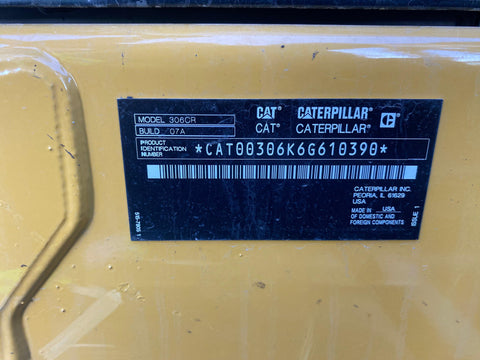 MODEL 306CR
BUILD 07A
CAT® CATERPILLAR®
CAT® CATERPILLAR® C
PRODUCT
IDENTIFICATION
NUMBER
*CAT00306K6G610390*
CATERPILLAR INC.
PEORIA, IL 61629
USA
MADE IN USA
OF DOMESTIC AND
FOREIGN COMPONENTS
ISSUE 1